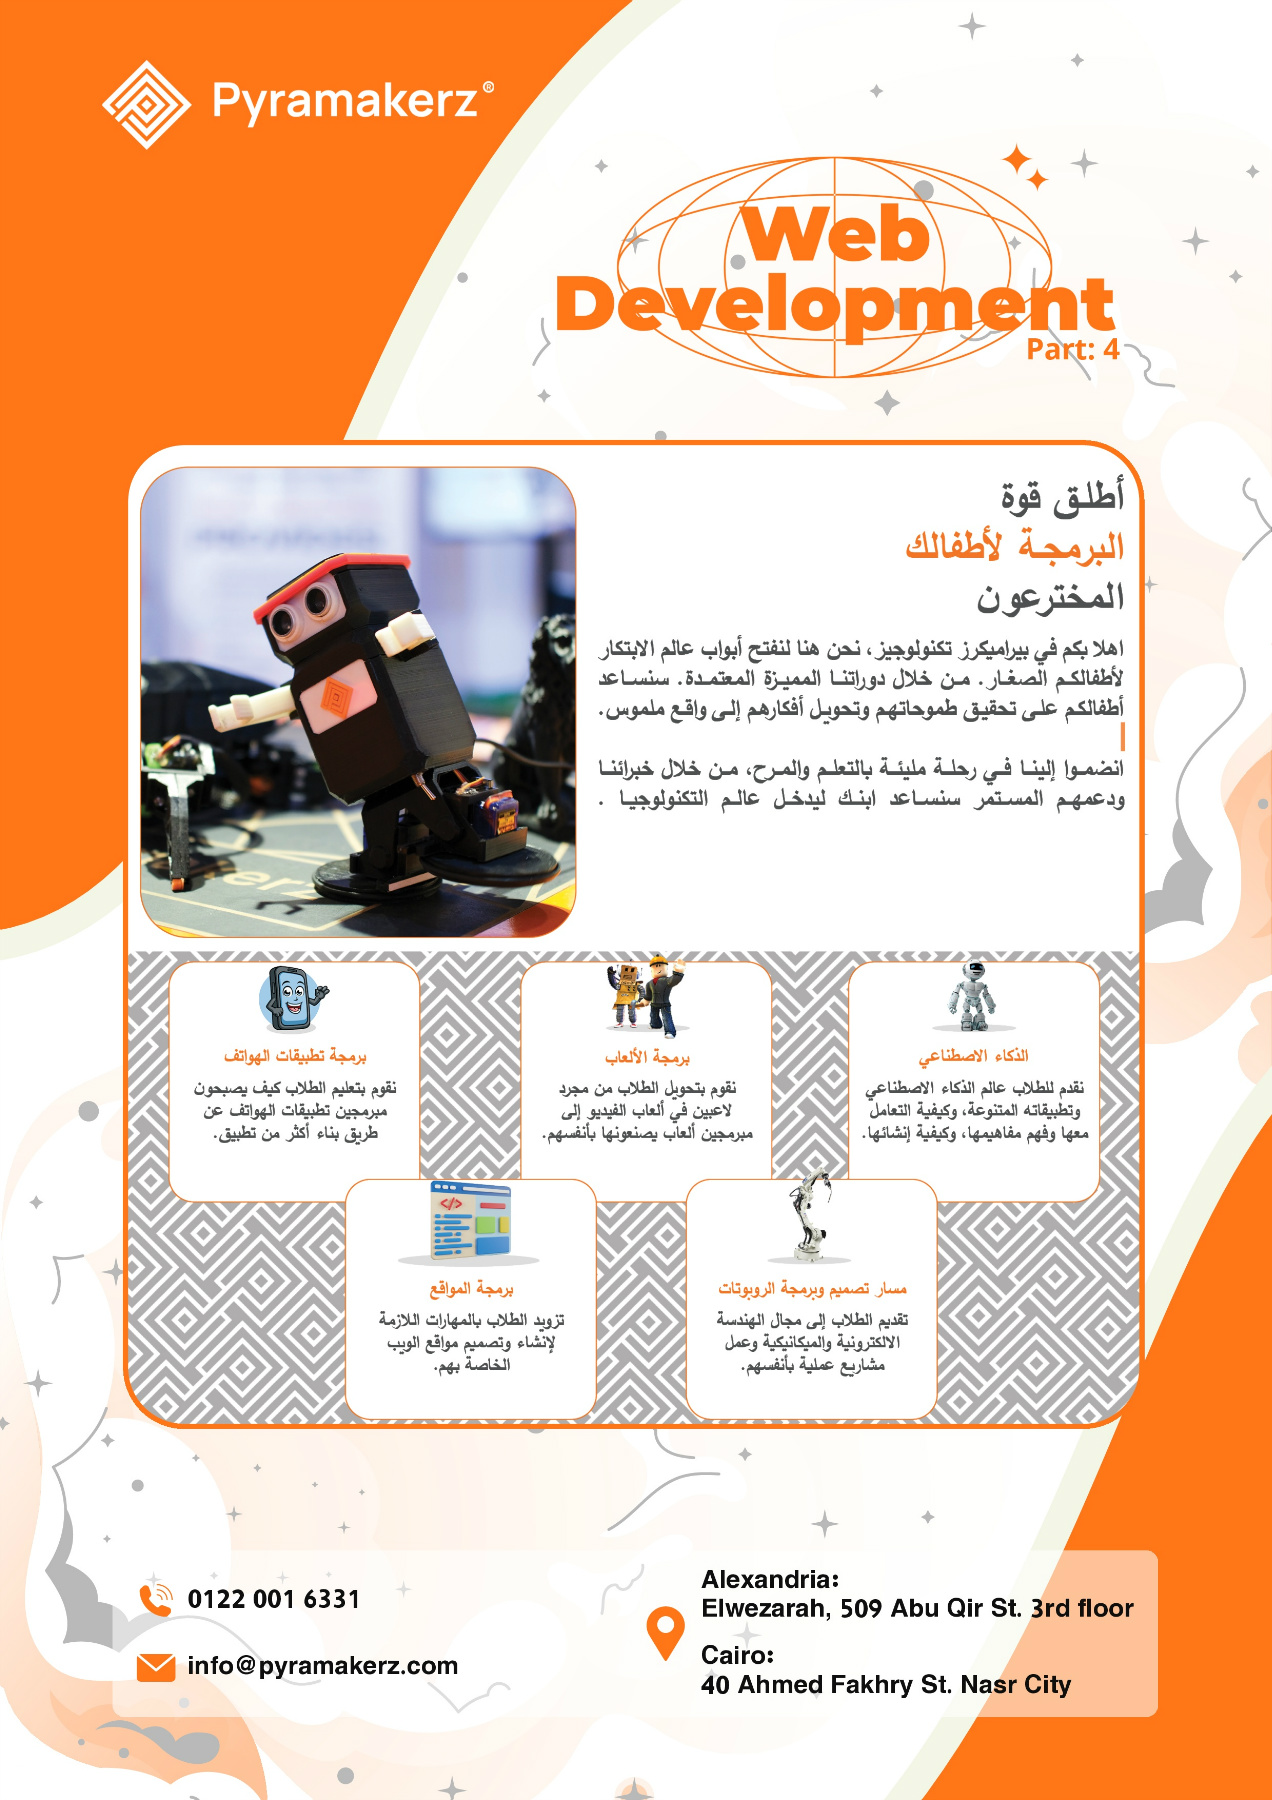 Pyramakerz®
Web
Development
Part: 4
أطلق قوة
البرمجة لأطفالك
المخترعون
اهلا بكم في بيراميكرز تكنولوجيز، نحن هنا لنفتح أبواب عالم الابتكار
لأطفالكم الصغار. من خلال دوراتنا المميزة المعتمدة. سنساعد
أطفالكم على تحقيق طموحاتهم وتحويل أفكارهم إلى واقع ملموس.
انضموا إلينا في رحلة مليئة بالتعلم والمرح، من خلال خبرائنا
ودعمهم المستمر سنساعد ابنك ليدخل عالم التكنولوجيا .
الذكاء الاصطناعي
نقدم للطلاب عالم الذكاء الاصطناعي
وتطبيقاته المتنوعة، وكيفية التعامل
معها وفهم مفاهيمها، وكيفية إنشائها.
برمجة الألعاب
نقوم بتحويل الطلاب من مجرد
لاعبين في ألعاب الفيديو إلى
مبرمجين ألعاب يصنعونها بأنفسهم.
برمجة تطبيقات الهواتف
نقوم بتعليم الطلاب كيف يصبحون
مبرمجين تطبيقات الهواتف عن
طريق بناء أكثر من تطبيق.
مسار تصميم وبرمجة الروبوتات
تقديم الطلاب إلى مجال الهندسة
الالكترونية والميكانيكية وعمل
مشاريع عملية بأنفسهم.
برمجة المواقع
تزويد الطلاب بالمهارات اللازمة
لإنشاء وتصميم مواقع الويب
الخاصة بهم.
0122 001 6331
info@pyramakerz.com
Alexandria:
Elwezarah, 509 Abu Qir St. 3rd floor
Cairo:
40 Ahmed Fakhry St. Nasr City